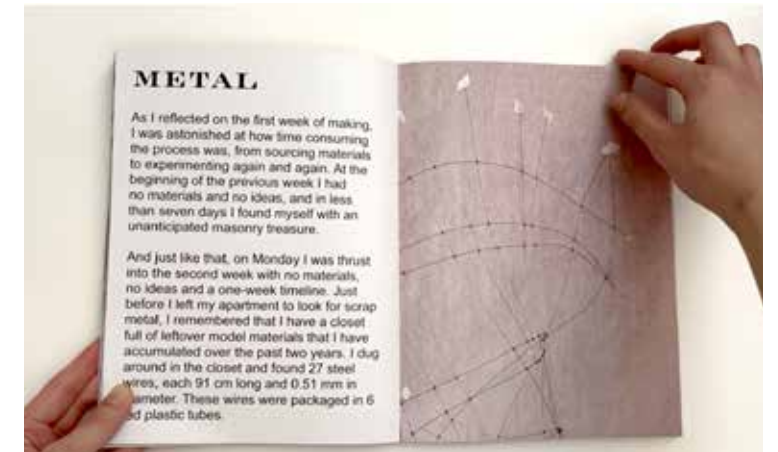 METAL
As I reflected on the first week of making,
I was astonished at how time consuming
the process was, from sourcing materials
to experimenting again and again. At the
beginning of the previous week I had
no materials and no ideas, and in less
than seven days I found myself with an
unanticipated masonry treasure.
And just like that, on Monday I was thrust
into the second week with no materials,
no ideas and a one-week timeline. Just
before I left my apartment to look for scrap
metal, I remembered that I have a closet
full of leftover model materials that I have
accumulated over the past two years. I dug
around in the closet and found 27 steel
wires, each 91 cm long and 0.51 mm in
ameter. These wires were packaged in 6
ed plastic tubes.